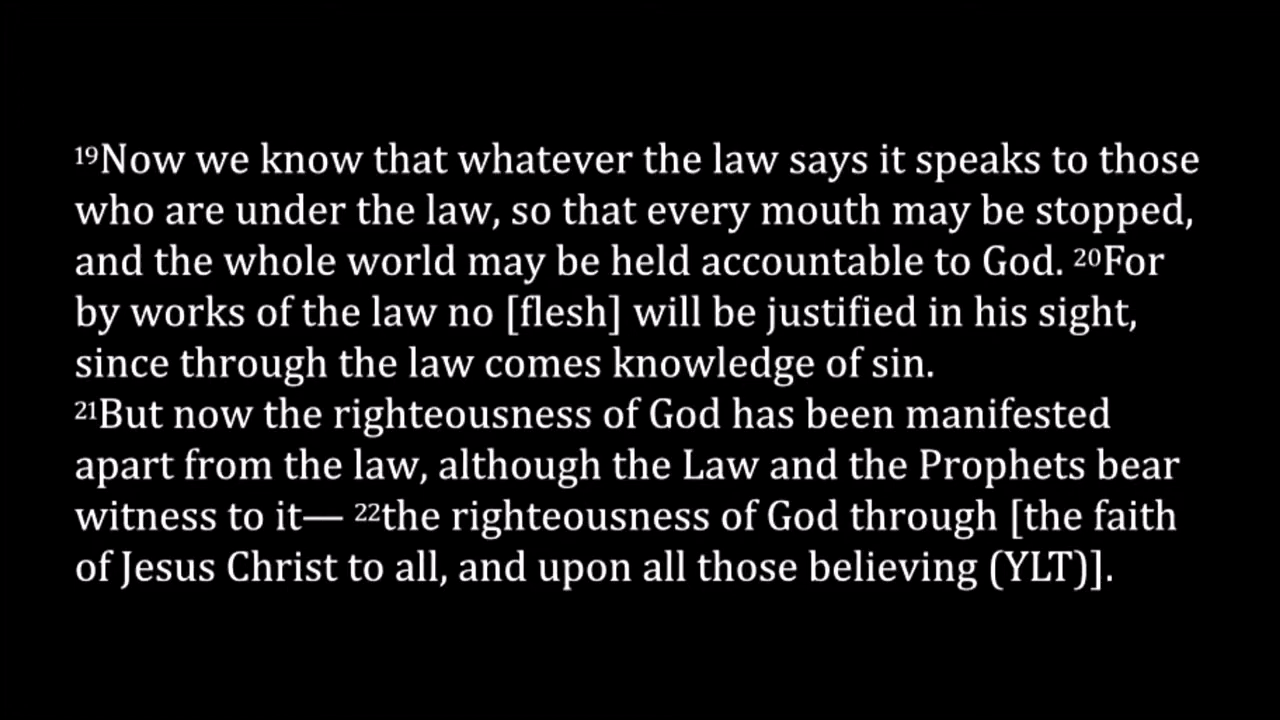 19Now we know that whatever the law says it speaks to those
who are under the law, so that every mouth may be stopped,
and the whole world may be held accountable to God. 20For
by works of the law no [flesh] will be justified in his sight,
since through the law comes knowledge of sin.
21But now the righteousness of God has been manifested
apart from the law, although the Law and the Prophets bear
witness to it— 22the righteousness of God through [the faith
of Jesus Christ to all, and upon all those believing (YLT)].